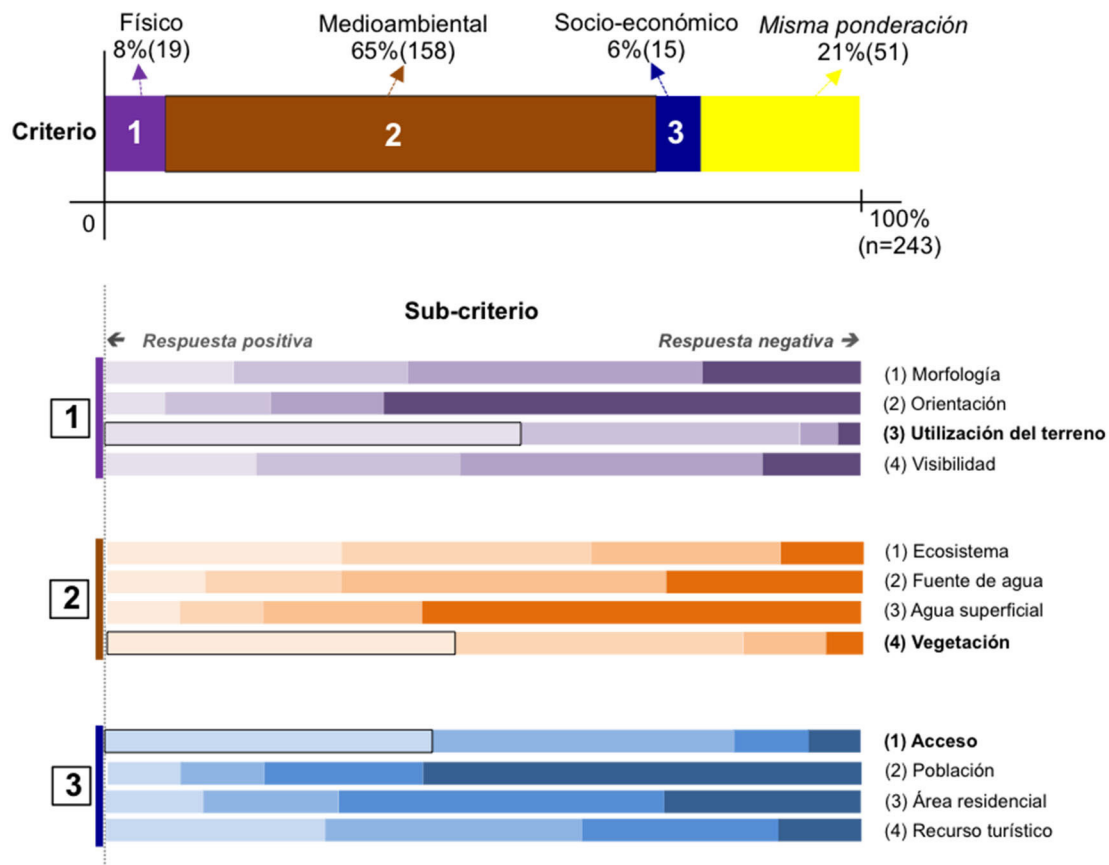 Físico
8%(19)
Medioambiental
65%(158)
Socio-económico
6%(15)
Misma ponderación
21%(51)
Criterio
1
2
3
0
100%
(n=243)
Sub-criterio
← Respuesta positiva
Respuesta negativa →
1
(1) Morfología
(2) Orientación
(3) Utilización del terreno
(4) Visibilidad
2
(1) Ecosistema
(2) Fuente de agua
(3) Agua superficial
(4) Vegetación
3
(1) Acceso
(2) Población
(3) Área residencial
(4) Recurso turístico